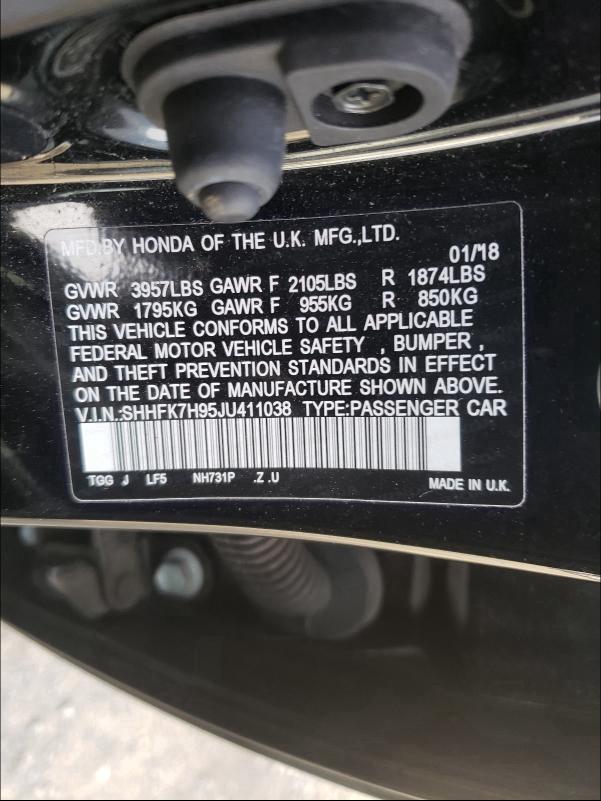 MFD.BY HONDA OF THE U.K. MFG.,LTD.
01/'18
GVWR 3957LBS GAWR F 2105LBS R 1874LBS
GVWR 1795KG GAWR F 955KG R 850KG
THIS VEHICLE CONFORMS TO ALL APPLICABLE
FEDERAL MOTOR VEHICLE SAFETY , BUMPER ,
AND THEFT PREVENTION STANDARDS IN EFFECT
ON THE DATE OF MANUFACTURE SHOWN ABOVE.
V.I.N.:SHHFK7H95JU411038 TYPE:PASSENGER CAR
TGG J LF5 NH731P .Z .U MADE IN U.K.